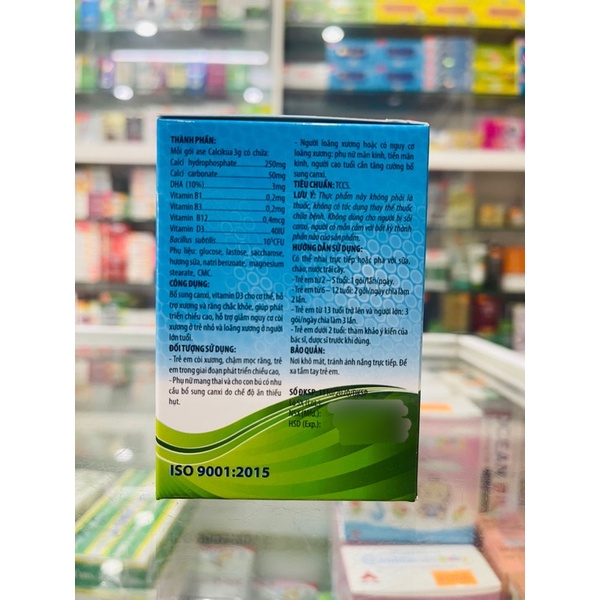 THÀNH PHẦN:
Mỗi gói ase Calcikua 3g có chứa:
Calci hydrophosphate..............250mg
Calci carbonate..............50mg
DHA (10%)..............3mg
Vitamin B1..............0,2mg
Vitamin B3..............0,2mg
Vitamin B12..............0,4mcg
Vitamin D3..............40IU
Bacillus subtilis..............CFU
Phụ liệu: glucose, lastose, saccharose,
hương sữa, natri benzoate, magnesium
stearate, CMC.
CÔNG DỤNG:
Bổ sung canxi, vitamin D3 cho cơ thể, hỗ
trợ xương và răng chắc khỏe, giúp phát
triển chiều cao, hỗ trợ giảm nguy cơ còi
xương ở trẻ nhỏ và loãng xương ở người
lớn tuổi.
ĐỐI TƯỢNG SỬ DỤNG:
- Trẻ em còi xương, chậm mọc răng, trẻ
em trong giai đoạn phát triển chiều cao.
- Phụ nữ mang thai và cho con bú có nhu
cầu bổ sung canxi do chế độ ăn thiếu
hụt.
- Người loãng xương hoặc có nguy cơ
loãng xương: phụ nữ mãn kinh, tiền mãn
kinh, người cao tuổi cần tăng cường bổ
sung canxi.
TIÊU CHUẨN: TCCS.
LƯU Ý: Thực phẩm này không phải là
thuốc, không có tác dụng thay thế thuốc
chữa bệnh. Không dùng cho người bị sỏi
canxi, người có mẫn cảm với bất kỳ thành
phần nào của sản phẩm.
HƯỚNG DẪN SỬ DỤNG:
Có thể nhai trực tiếp hoặc pha với sữa,
cháo, nước trái cây.
- Trẻ em từ 2 – 5 tuổi: 1 gói/lần/ngày.
- Trẻ em từ 6 – 12 tuổi: 2 gói/ngày chia làm
2 lần.
- Trẻ em từ 13 tuổi trở lên và người lớn: 3
gói/ngày chia làm 3 lần.
- Trẻ em dưới 2 tuổi: tham khảo ý kiến của
bác sĩ, dược sĩ trước khi dùng.
BẢO QUẢN:
Nơi khô mát, tránh ánh nắng trực tiếp. Để
xa tầm tay trẻ em.
SỐ ĐKSP:
NSX (Mfd.):
HSD (Exp.):
ISO 9001:2015